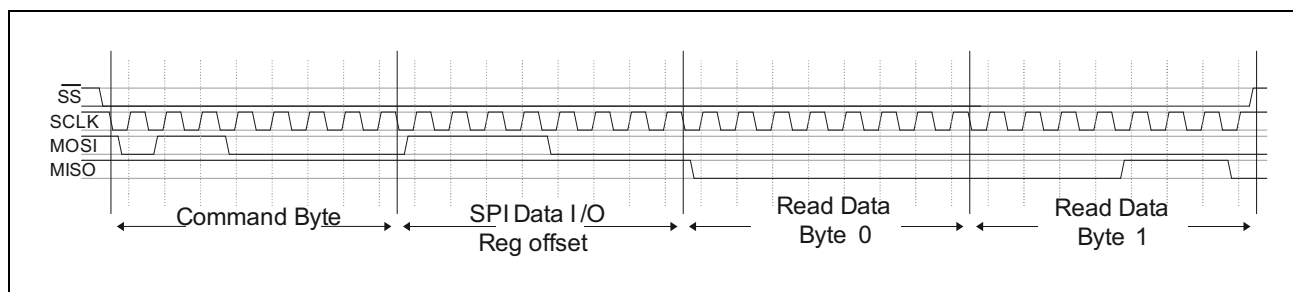 SS
SCLK
MOSI
MISO
Command Byte
SPI Data I/O
Reg offset
Read Data
Byte 0
Read Data
Byte 1